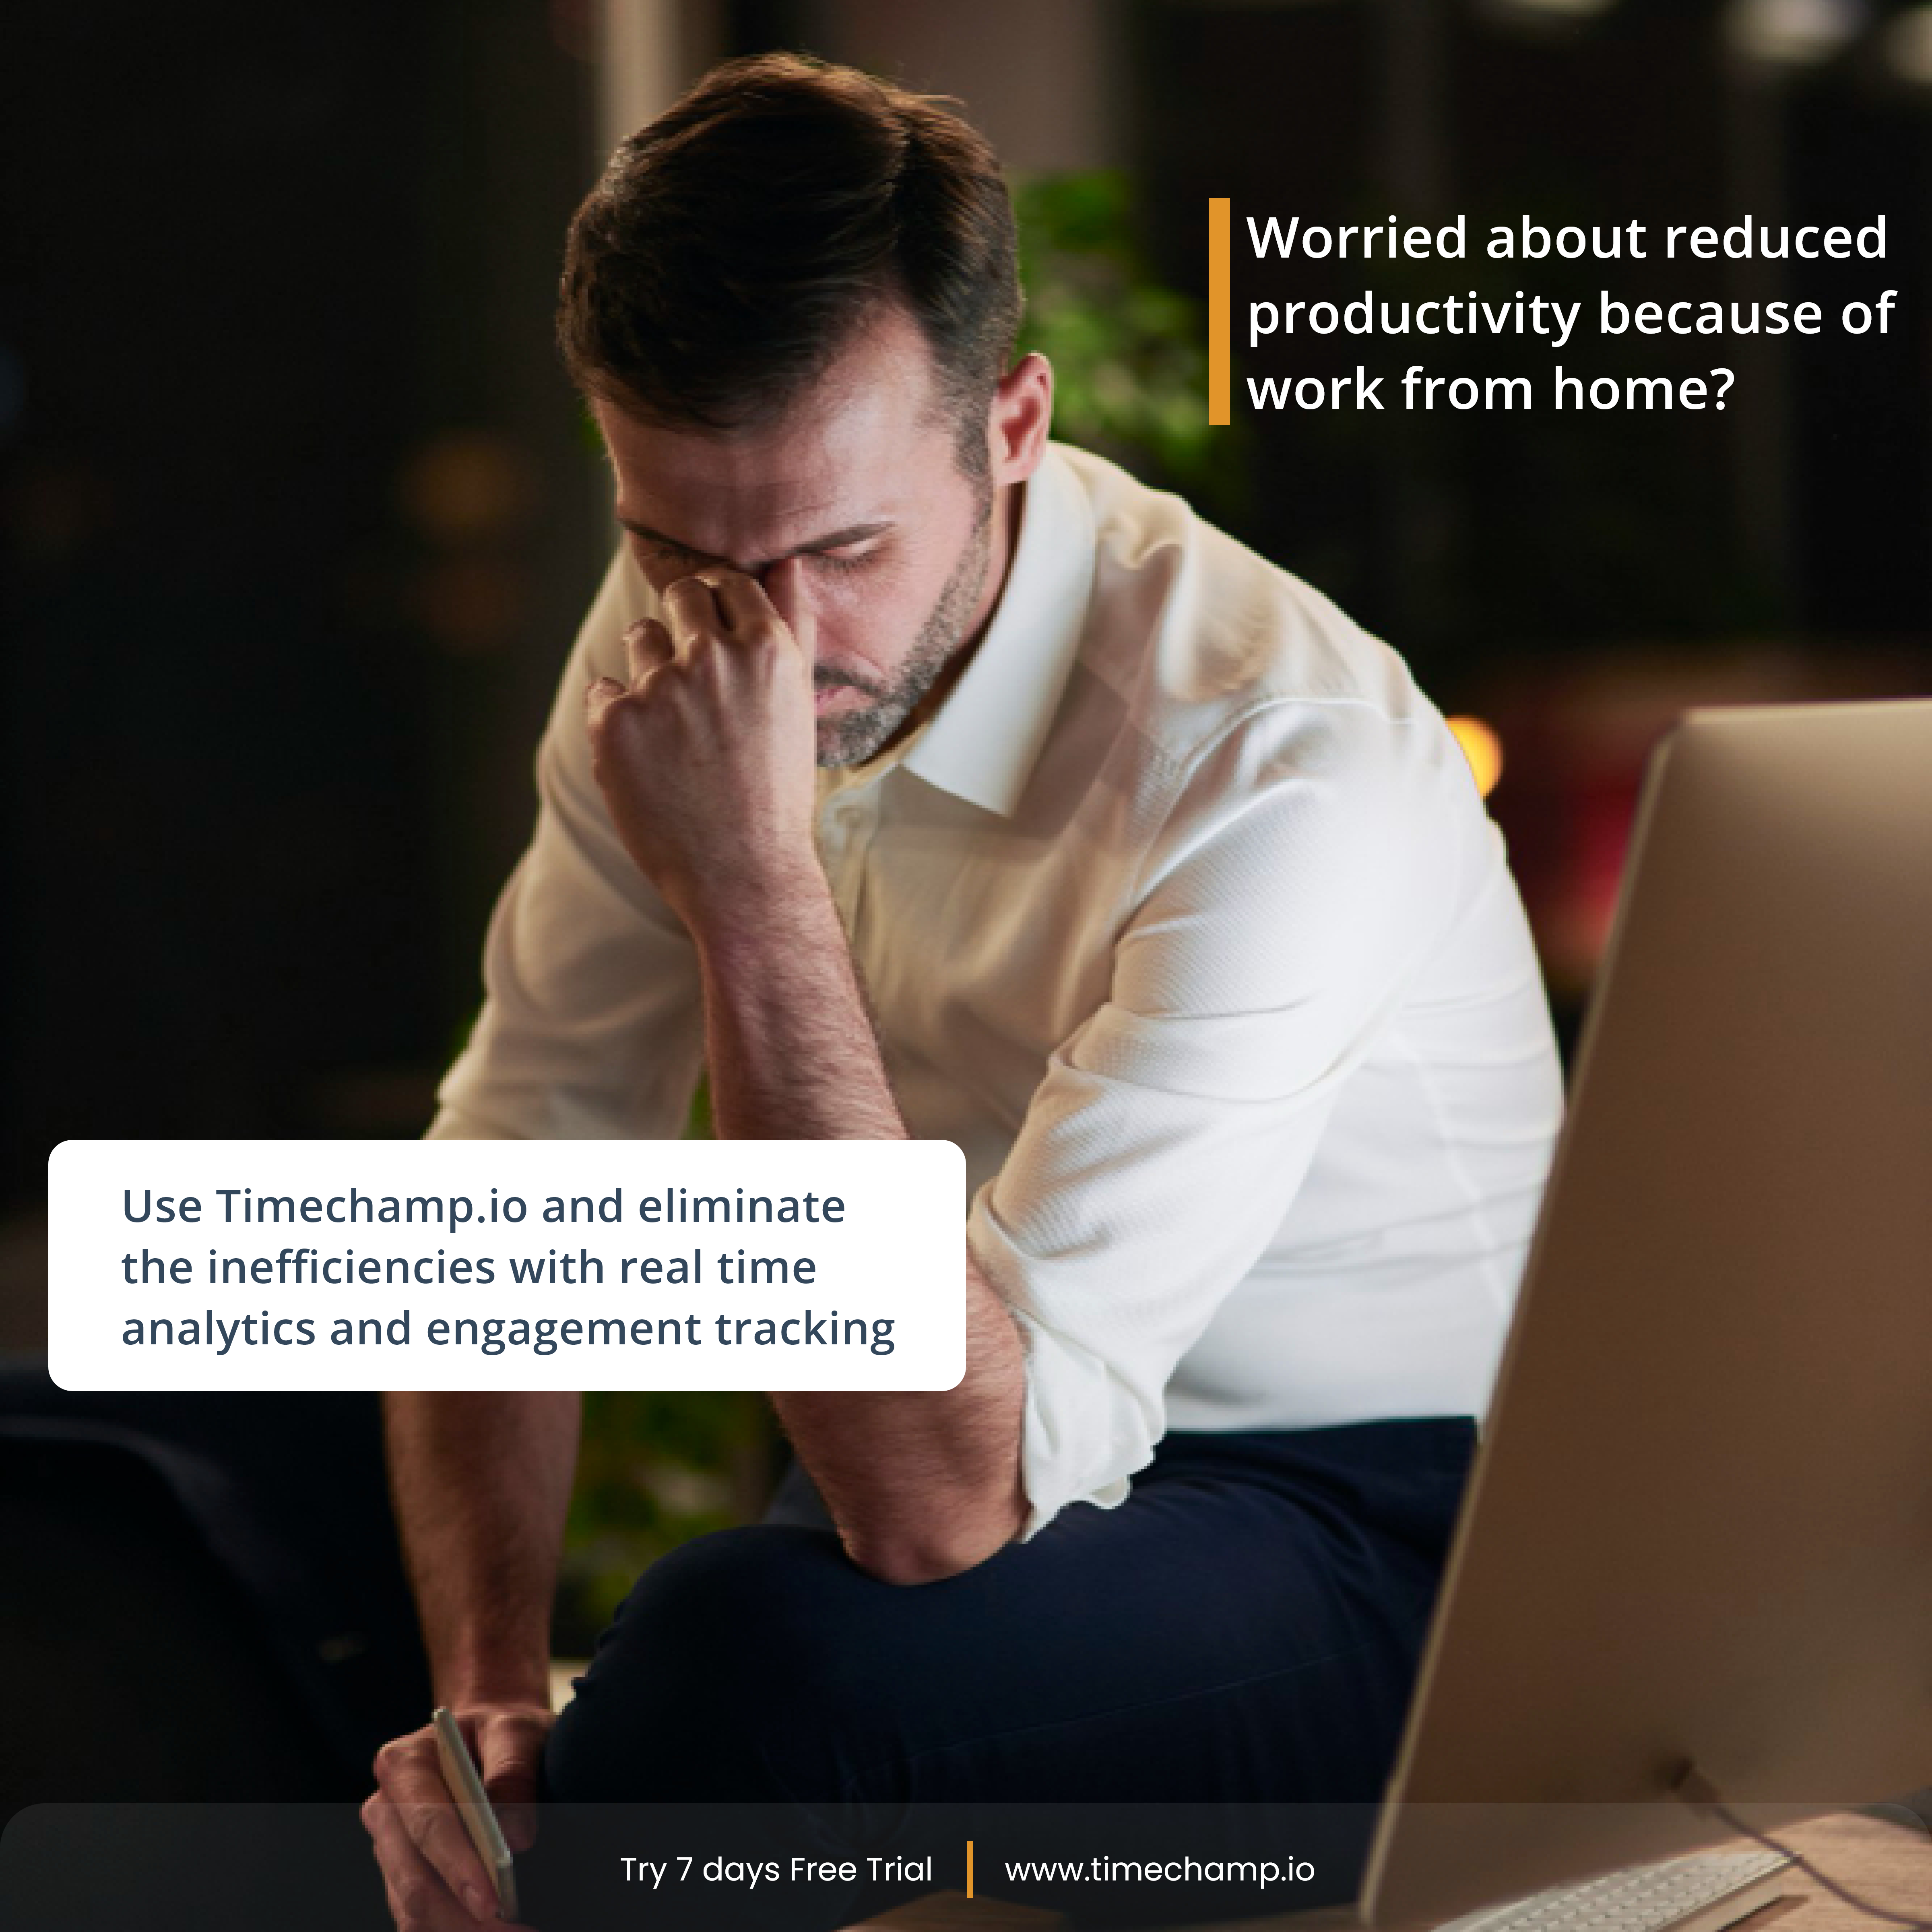 Worried about reduced
productivity because of
work from home?
Use Timechamp.io and eliminate
the inefficiencies with real time
analytics and engagement tracking
Try 7 days Free Trial
www.timechamp.io